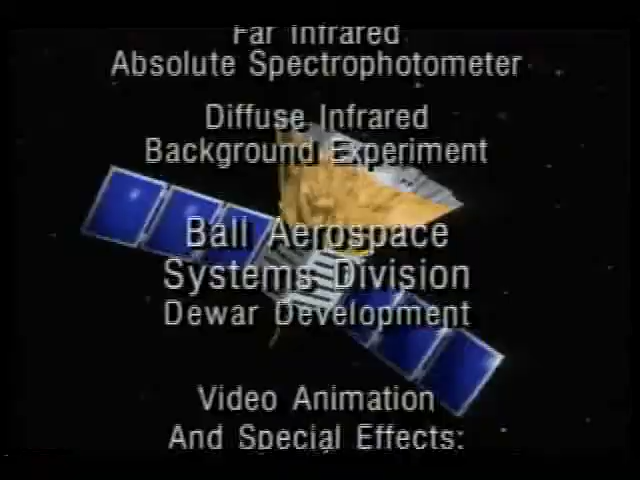 Far Infrared
Absolute Spectrophotometer
Diffuse Infrared
Background Experiment
Ball Aerospace
Systems Division
Dewar Development
Video Animation
And Special Effects: